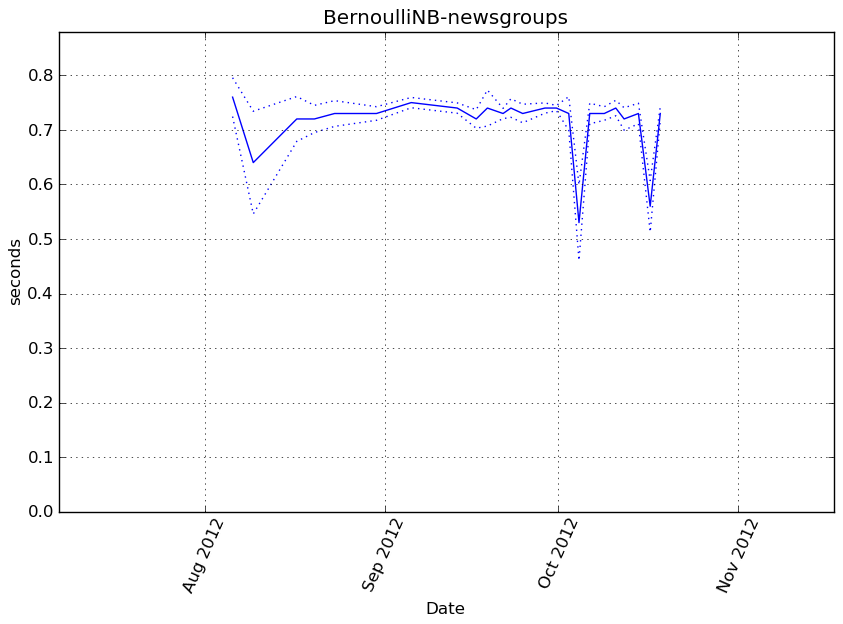 BernoulliNB-newsgroups
0.8
0.7
0.6
0.5
0.4
0.3
0.2
0.1
0.0
seconds
Aug 2012
Sep 2012
Oct 2012
Nov 2012
Date